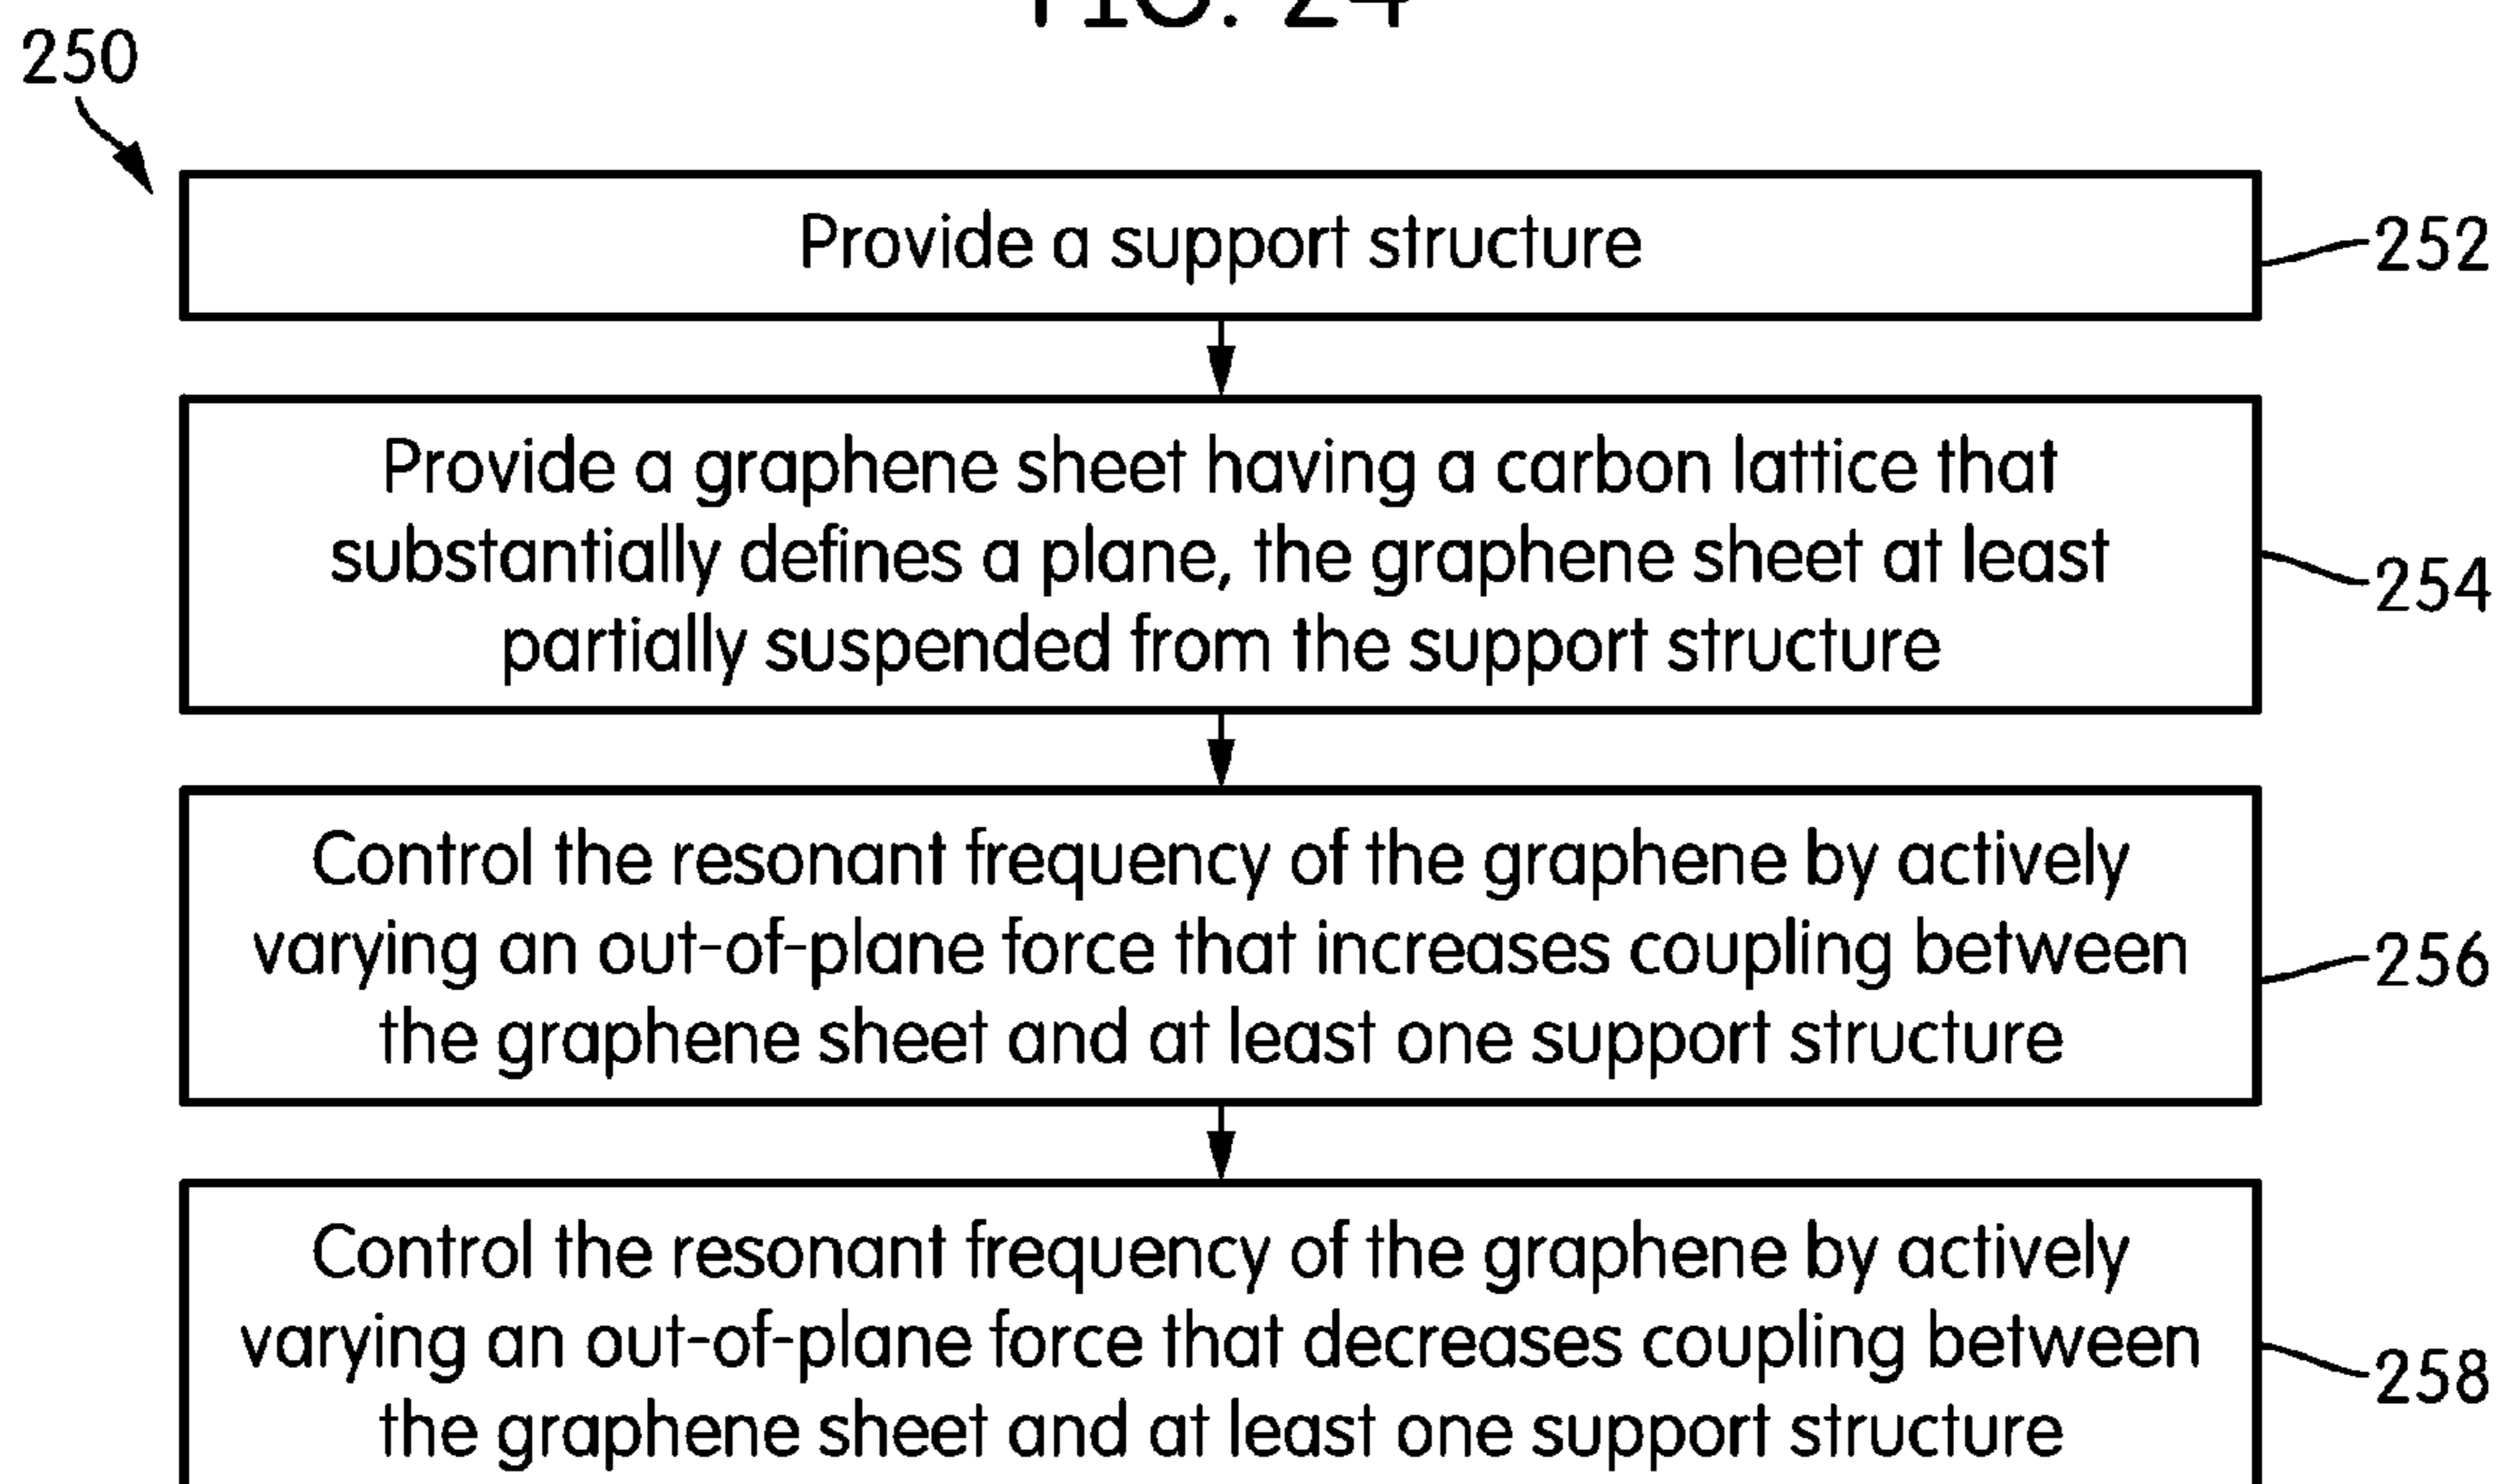 FIG. 24
250
Provide a support structure
252
Provide a graphene sheet having a carbon lattice that
substantially defines a plane, the graphene sheet at least
partially suspended from the support structure
254
Control the resonant frequency of the graphene by actively
varying an out-of-plane force that increases coupling between
the graphene sheet and at least one support structure
256
Control the resonant frequency of the graphene by actively
varying an out-of-plane force that decreases coupling between
the graphene sheet and at least one support structure
258